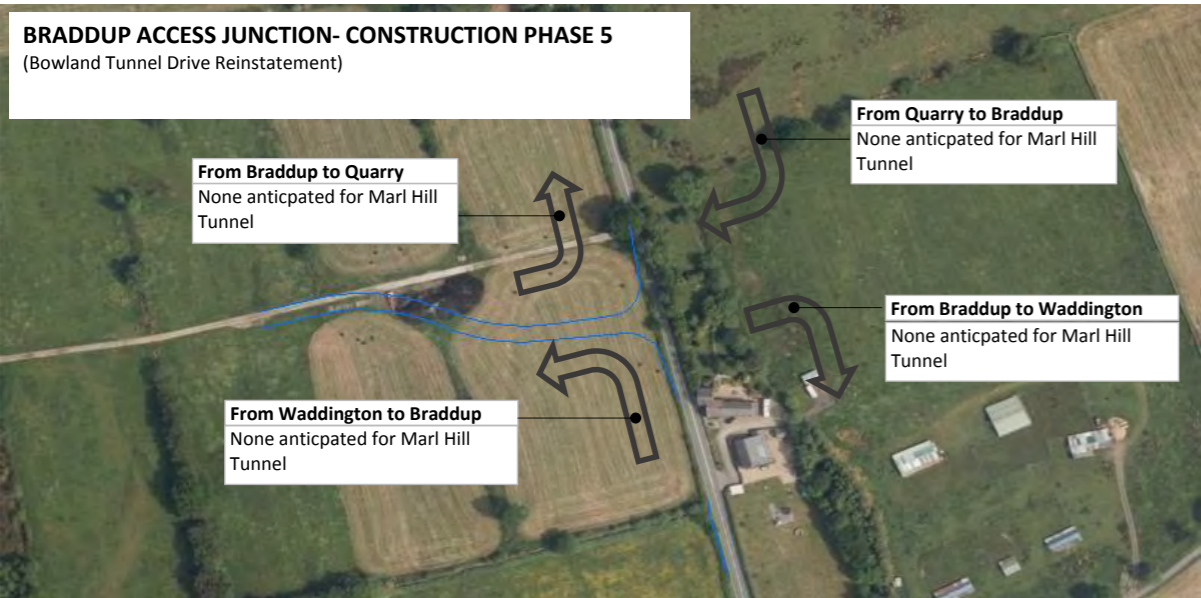 BRADDUP ACCESS JUNCTION- CONSTRUCTION PHASE 5
(Bowland Tunnel Drive Reinstatement)
From Quarry to Braddup
None anticpated for Marl Hill
Tunnel
From Braddup to Quarry
None anticpated for Marl Hill
Tunnel
From Braddup to Waddington
None anticpated for Marl Hill
Tunnel
From Waddington to Braddup
None anticpated for Marl Hill
Tunnel